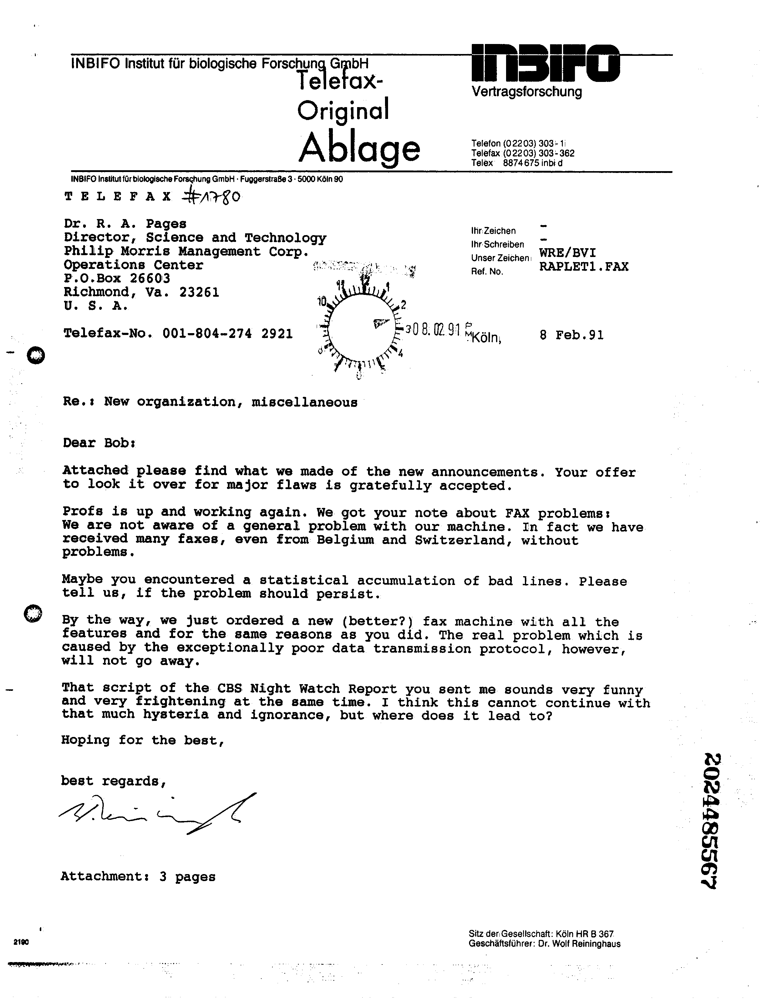 INBIFO Institut für biologische Forschung GmbH
INBIFO
Vertragsforschung
Telefax-
Original
Ablage
Telefon (0 22 03) 303-1
Telefax (0 22 03) 303-362
Telex 8874675 inbi d
INBIFO Institut für biologische Forschung GmbH · Fuggerstraße 3 · 5000 Köln 90
T E L E F A X #1780
Dr. R. A. Pages
Director, Science and Technology
Philip Morris Management Corp.
Operations Center
P.O.Box 26603
Richmond, Va. 23261
U. S. A.
Ihr Zeichen -
Ihr Schreiben -
Unser Zeichen: WRE/BVI
Ref. No. RAPLET1.FAX
Telefax-No. 001-804-274 2921
10 11 2 4
08.02.91 PM
Köln, 8 Feb.91
Re.: New organization, miscellaneous
Dear Bob:
Attached please find what we made of the new announcements. Your offer
to look it over for major flaws is gratefully accepted.
Profs is up and working again. We got your note about FAX problems:
We are not aware of a general problem with our machine. In fact we have
received many faxes, even from Belgium and Switzerland, without
problems.
Maybe you encountered a statistical accumulation of bad lines. Please
tell us, if the problem should persist.
By the way, we just ordered a new (better?) fax machine with all the
features and for the same reasons as you did. The real problem which is
caused by the exceptionally poor data transmission protocol, however,
will not go away.
That script of the CBS Night Watch Report you sent me sounds very funny
and very frightening at the same time. I think this cannot continue with
that much hysteria and ignorance, but where does it lead to?
Hoping for the best,
best regards,
Attachment: 3 pages
2024485567
Sitz der Gesellschaft: Köln HR B 367
Geschäftsführer: Dr. Wolf Reininghaus
2190